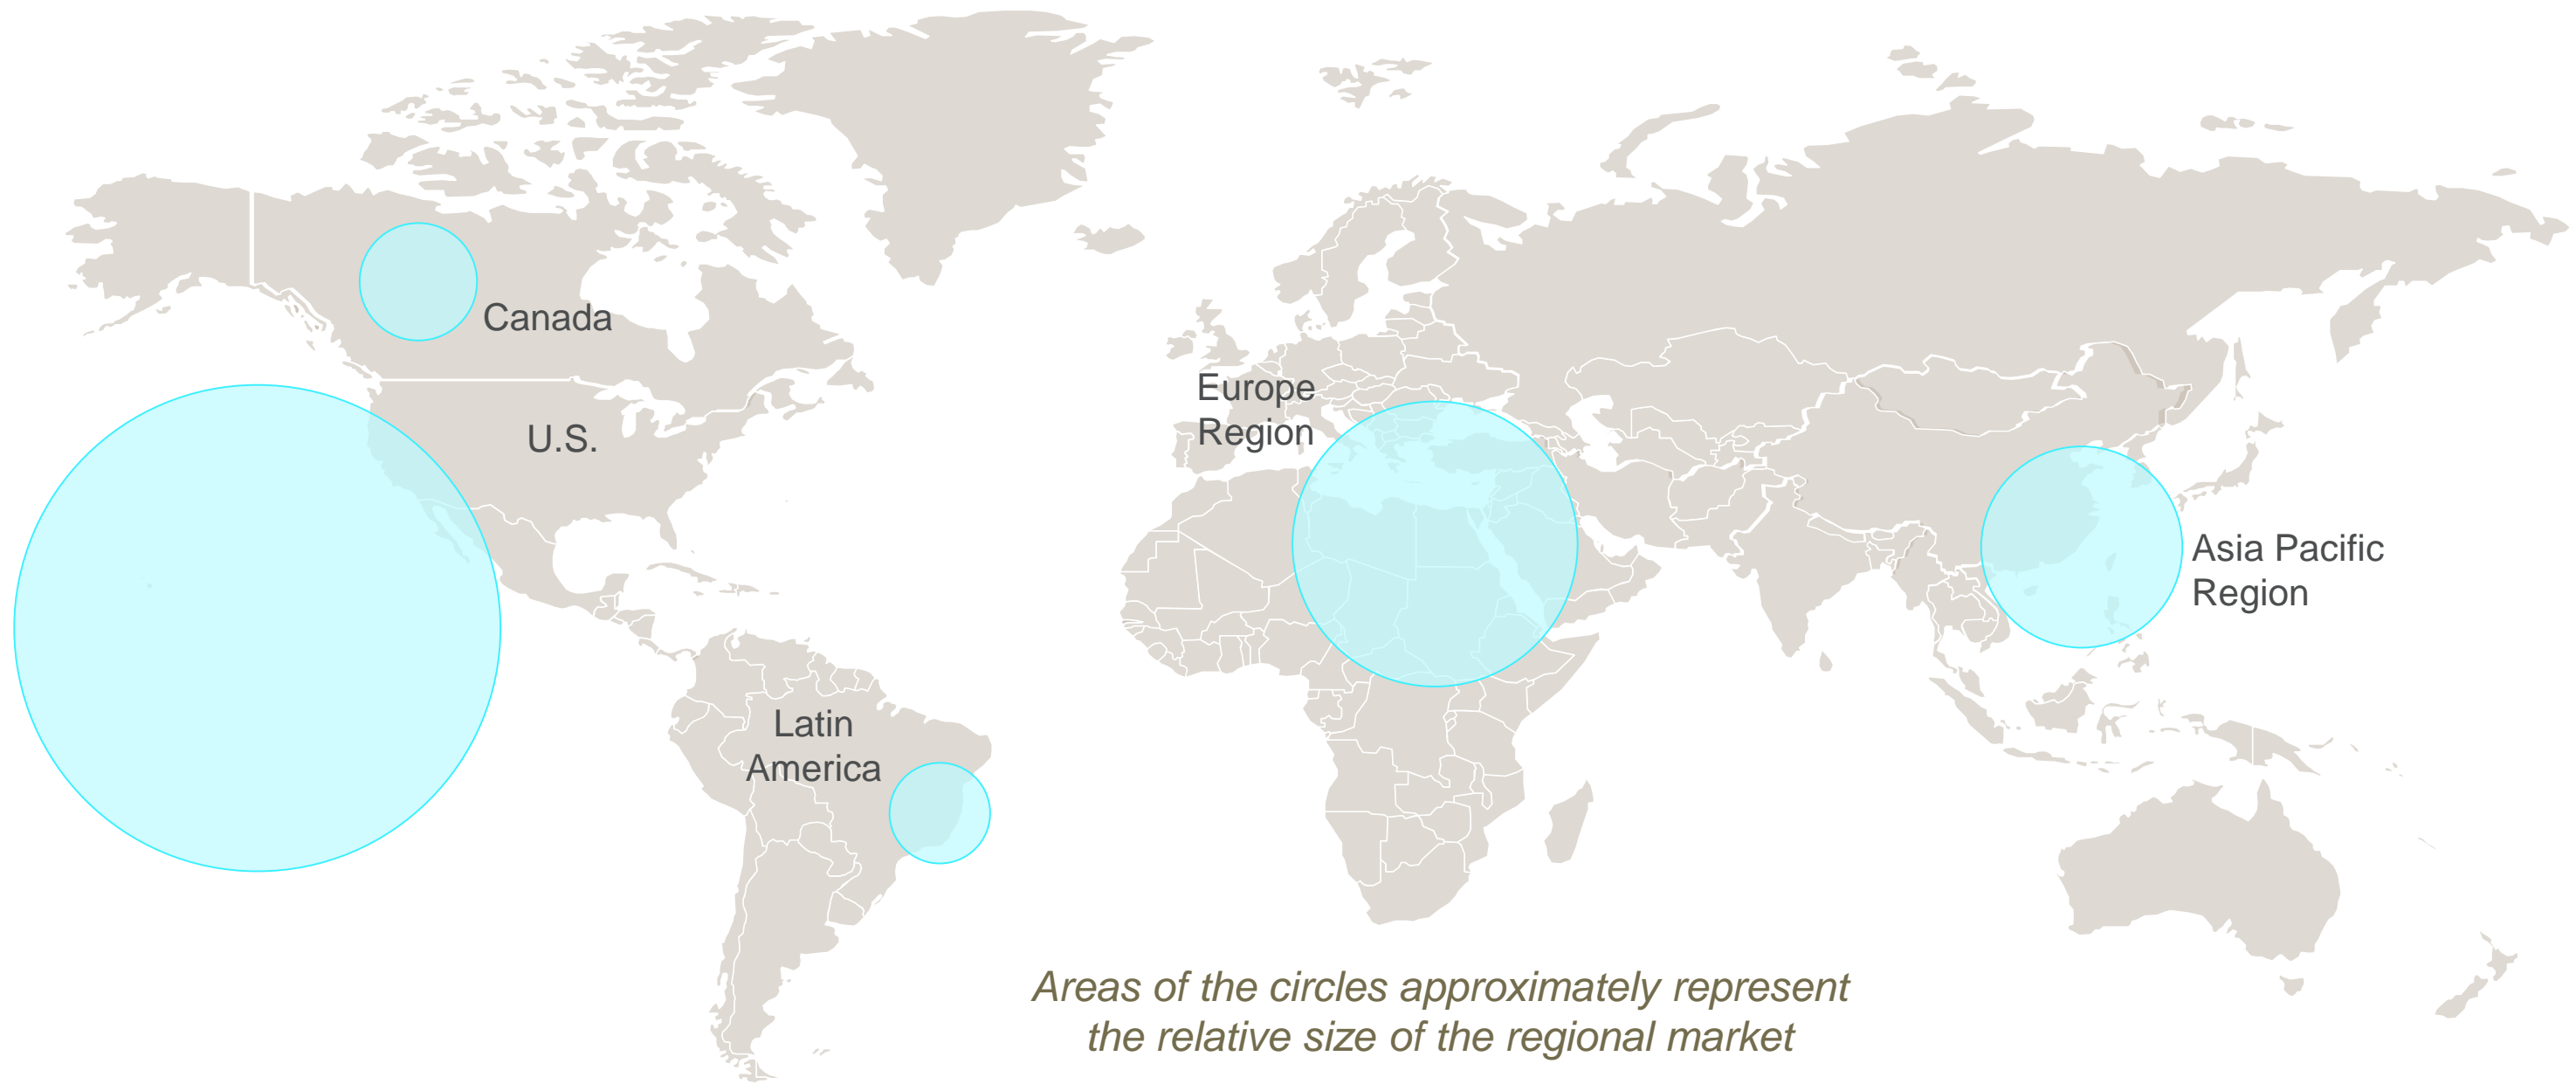 Canada
U.S.
Europe
Region
Asia Pacific
Region
Latin
America
Areas of the circles approximately represent
the relative size of the regional market